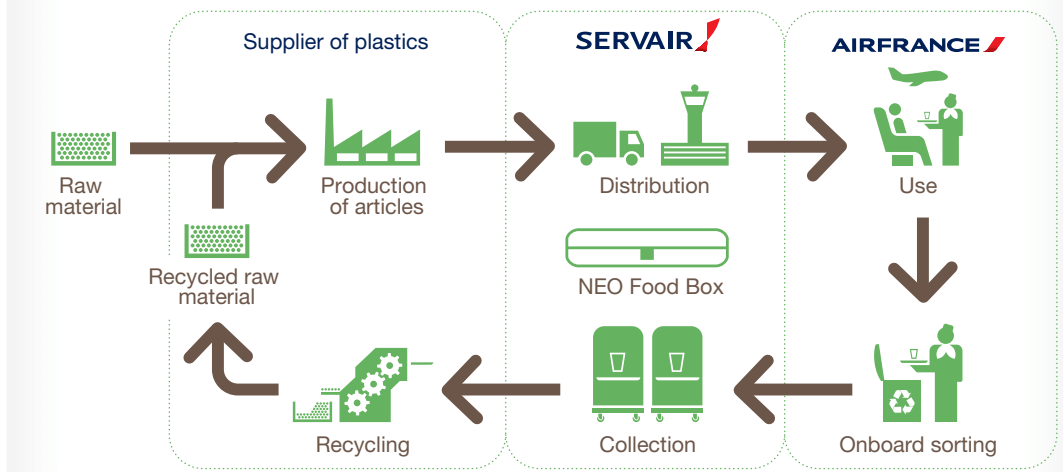 Supplier of plastics
SERVAIR
AIRFRANCE
Raw
material
Production
of articles
Distribution
Use
Recycled raw
material
NEO Food Box
Recycling
Collection
Onboard sorting